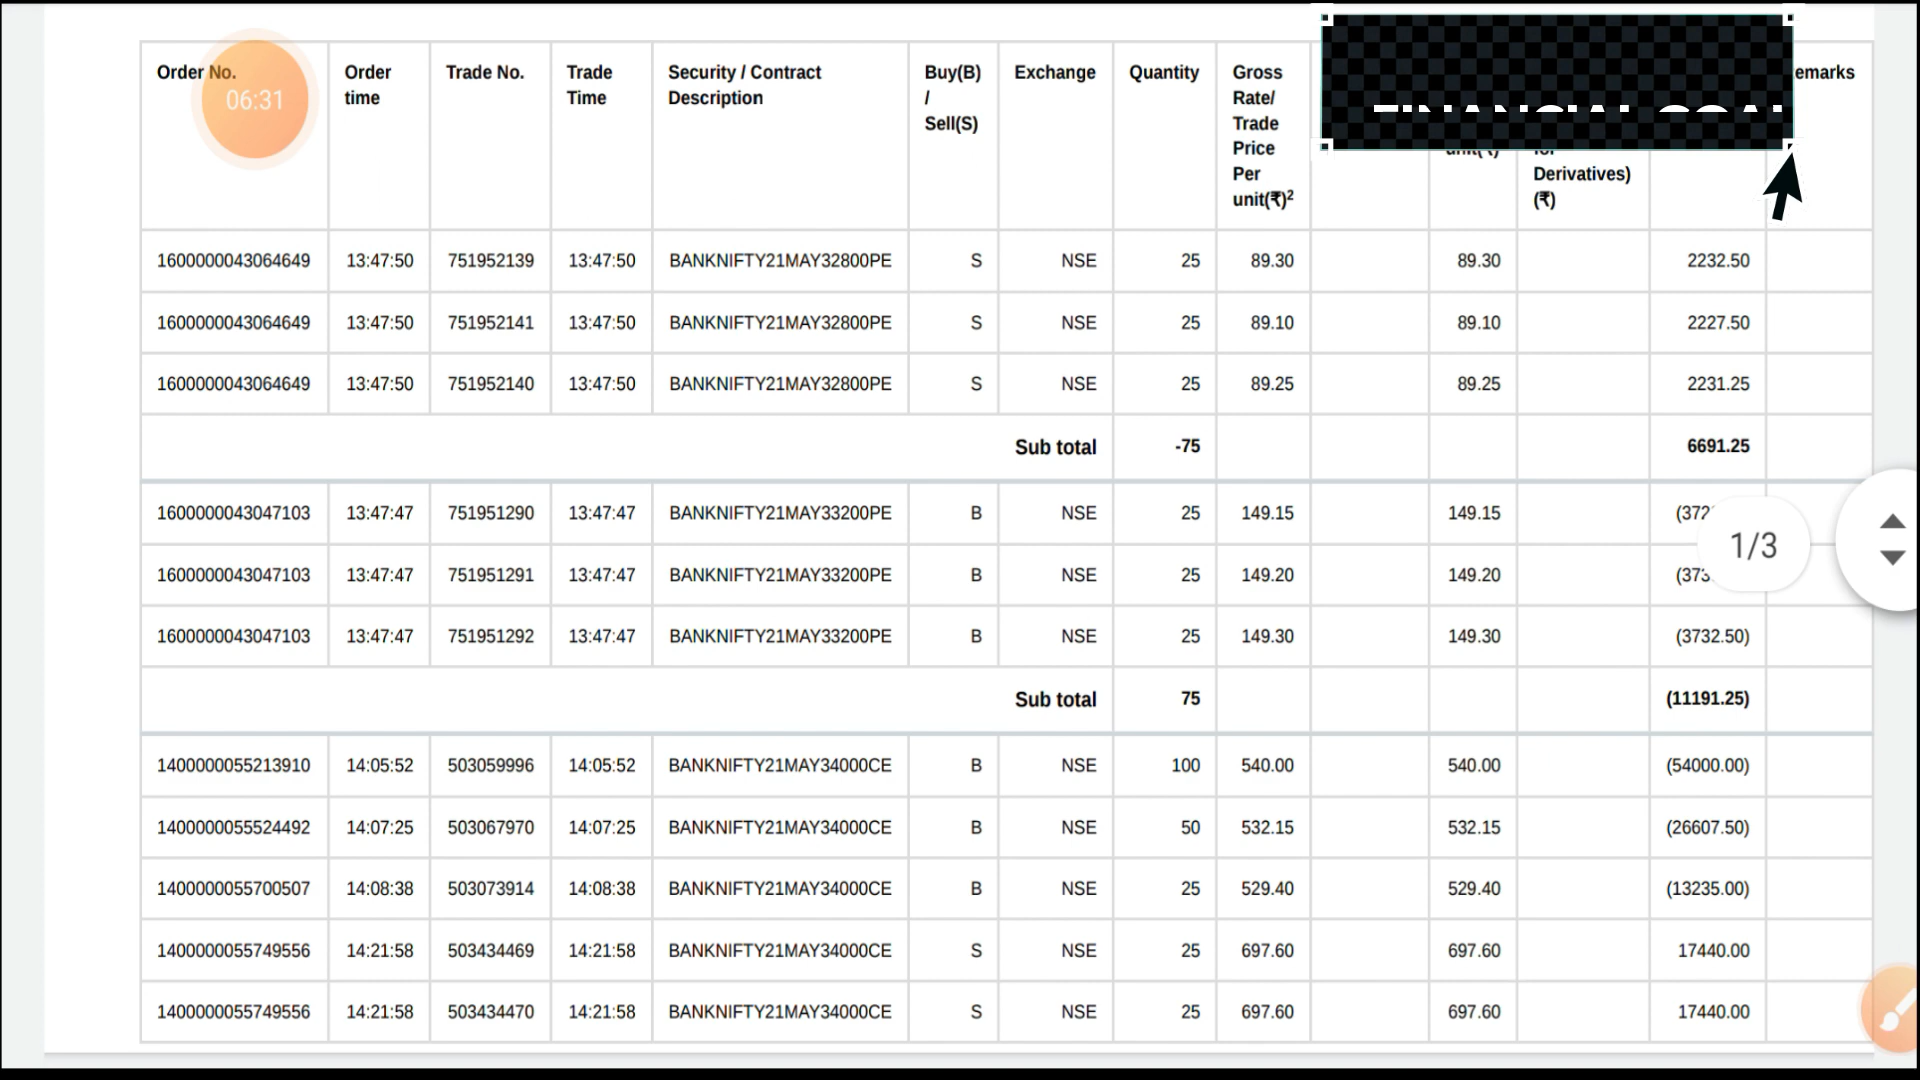 Order No.
Order time
Trade No.
Trade Time
Security / Contract Description
Buy(B) / Sell(S)
Exchange
Quantity
Gross Rate/ Trade Price Per unit(₹)²
Derivatives) (₹)
emarks
06:31
FINANCIAL GOAL
1600000043064649 13:47:50 751952139 13:47:50 BANKNIFTY21MAY32800PE S NSE 25 89.30 89.30 2232.50
1600000043064649 13:47:50 751952141 13:47:50 BANKNIFTY21MAY32800PE S NSE 25 89.10 89.10 2227.50
1600000043064649 13:47:50 751952140 13:47:50 BANKNIFTY21MAY32800PE S NSE 25 89.25 89.25 2231.25
Sub total -75 6691.25
1600000043047103 13:47:47 751951290 13:47:47 BANKNIFTY21MAY33200PE B NSE 25 149.15 149.15
1600000043047103 13:47:47 751951291 13:47:47 BANKNIFTY21MAY33200PE B NSE 25 149.20 149.20
1/3
1600000043047103 13:47:47 751951292 13:47:47 BANKNIFTY21MAY33200PE B NSE 25 149.30 149.30 (3732.50)
Sub total 75 (11191.25)
1400000055213910 14:05:52 503059996 14:05:52 BANKNIFTY21MAY34000CE B NSE 100 540.00 540.00 (54000.00)
1400000055524492 14:07:25 503067970 14:07:25 BANKNIFTY21MAY34000CE B NSE 50 532.15 532.15 (26607.50)
1400000055700507 14:08:38 503073914 14:08:38 BANKNIFTY21MAY34000CE B NSE 25 529.40 529.40 (13235.00)
1400000055749556 14:21:58 503434469 14:21:58 BANKNIFTY21MAY34000CE S NSE 25 697.60 697.60 17440.00
1400000055749556 14:21:58 503434470 14:21:58 BANKNIFTY21MAY34000CE S NSE 25 697.60 697.60 17440.00